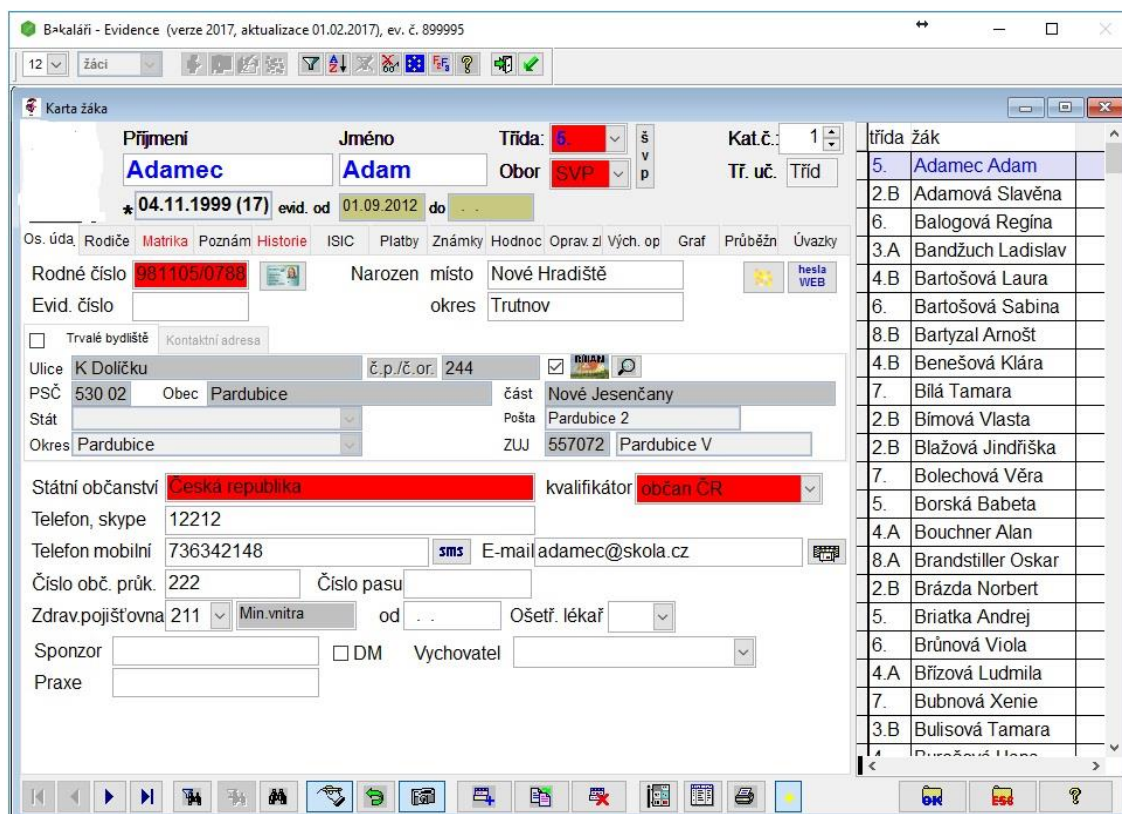 Bakaláři - Evidence (verze 2017, aktualizace 01.02.2017), ev. č. 899995
12 žáci
Karta žáka
Příjmení Jméno Třída: 5. š v p Kat.č.: 1
Adamec Adam Obor SVP Tř. uč. Tříd
* 04.11.1999 (17) evid. od 01.09.2012 do . .
Os. úda Rodiče Matrika Poznám Historie ISIC Platby Známky Hodnoc Oprav. zl Vých. op Graf Průběžn Úvazky
Rodné číslo 981105/0788 Narozen místo Nové Hradiště hesla WEB
Evid. číslo okres Trutnov
Trvalé bydliště Kontaktní adresa
Ulice K Dolíčku č.p./č.or. 244
PSČ 530 02 Obec Pardubice část Nové Jesenčany
Stát Pošta Pardubice 2
Okres Pardubice ZUJ 557072 Pardubice V
Státní občanství Česká republika kvalifikátor občan ČR
Telefon, skype 12212
Telefon mobilní 736342148 sms E-mail adamec@skola.cz
Číslo obč. průk. 222 Číslo pasu
Zdrav.pojišťovna 211 Min.vnitra od . . Ošetř. lékař
Sponzor DM Vychovatel
Praxe
třída žák
5. Adamec Adam
2.B Adamová Slavěna
6. Balogová Regína
3.A Bandžuch Ladislav
4.B Bartošová Laura
6. Bartošová Sabina
8.B Bartyzal Arnošt
4.B Benešová Klára
7. Bílá Tamara
2.B Bímová Vlasta
2.B Blažová Jindřiška
7. Bolechová Věra
5. Borská Babeta
4.A Bouchner Alan
8.A Brandstiller Oskar
2.B Brázda Norbert
5. Briatka Andrej
6. Brůnová Viola
4.A Břízová Ludmila
7. Bubnová Xenie
3.B Bulisová Tamara
OK ESC ?